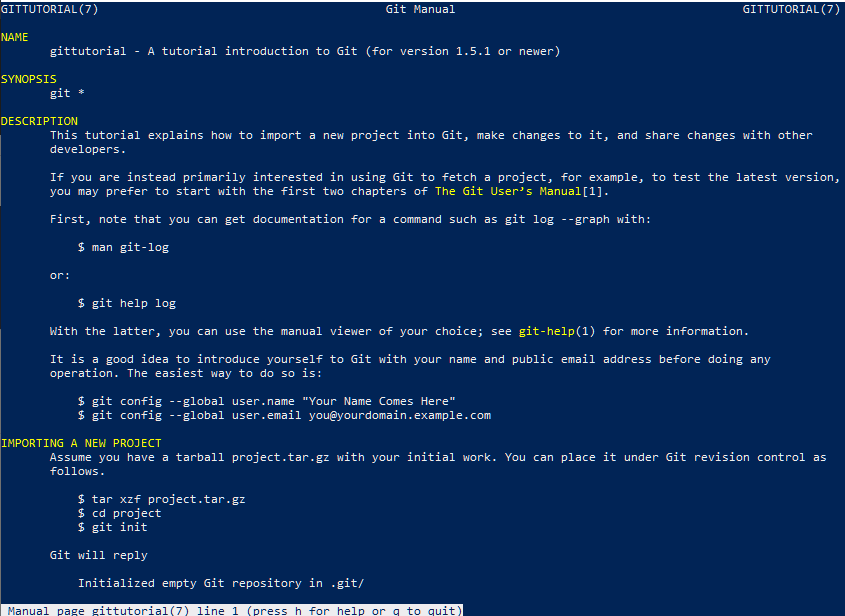 GITTUTORIAL(7) Git Manual GITTUTORIAL(7)
NAME
gittutorial - A tutorial introduction to Git (for version 1.5.1 or newer)
SYNOPSIS
git *
DESCRIPTION
This tutorial explains how to import a new project into Git, make changes to it, and share changes with other
developers.
If you are instead primarily interested in using Git to fetch a project, for example, to test the latest version,
you may prefer to start with the first two chapters of The Git User’s Manual[1].
First, note that you can get documentation for a command such as git log --graph with:
$ man git-log
or:
$ git help log
With the latter, you can use the manual viewer of your choice; see git-help(1) for more information.
It is a good idea to introduce yourself to Git with your name and public email address before doing any
operation. The easiest way to do so is:
$ git config --global user.name "Your Name Comes Here"
$ git config --global user.email you@yourdomain.example.com
IMPORTING A NEW PROJECT
Assume you have a tarball project.tar.gz with your initial work. You can place it under Git revision control as
follows.
$ tar xzf project.tar.gz
$ cd project
$ git init
Git will reply
Initialized empty Git repository in .git/
Manual page gittutorial(7) line 1 (press h for help or q to quit)